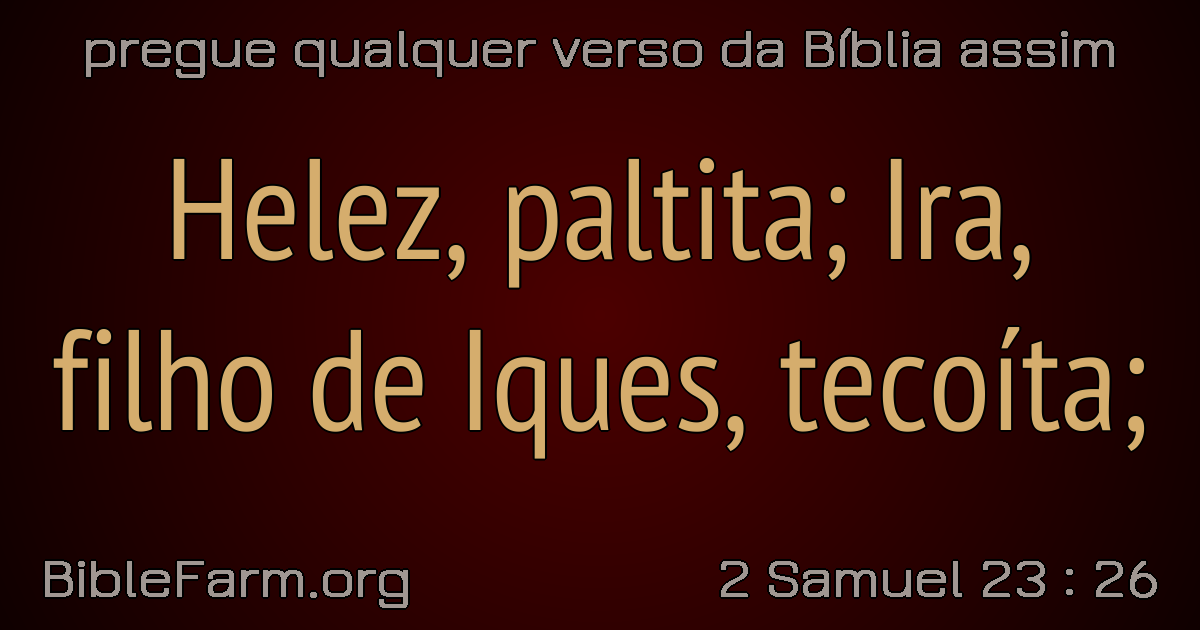 pregue qualquer verso da Bíblia assim
Helez, paltita; Ira,
filho de Iques, tecoíta;
BibleFarm.org
2 Samuel 23 : 26